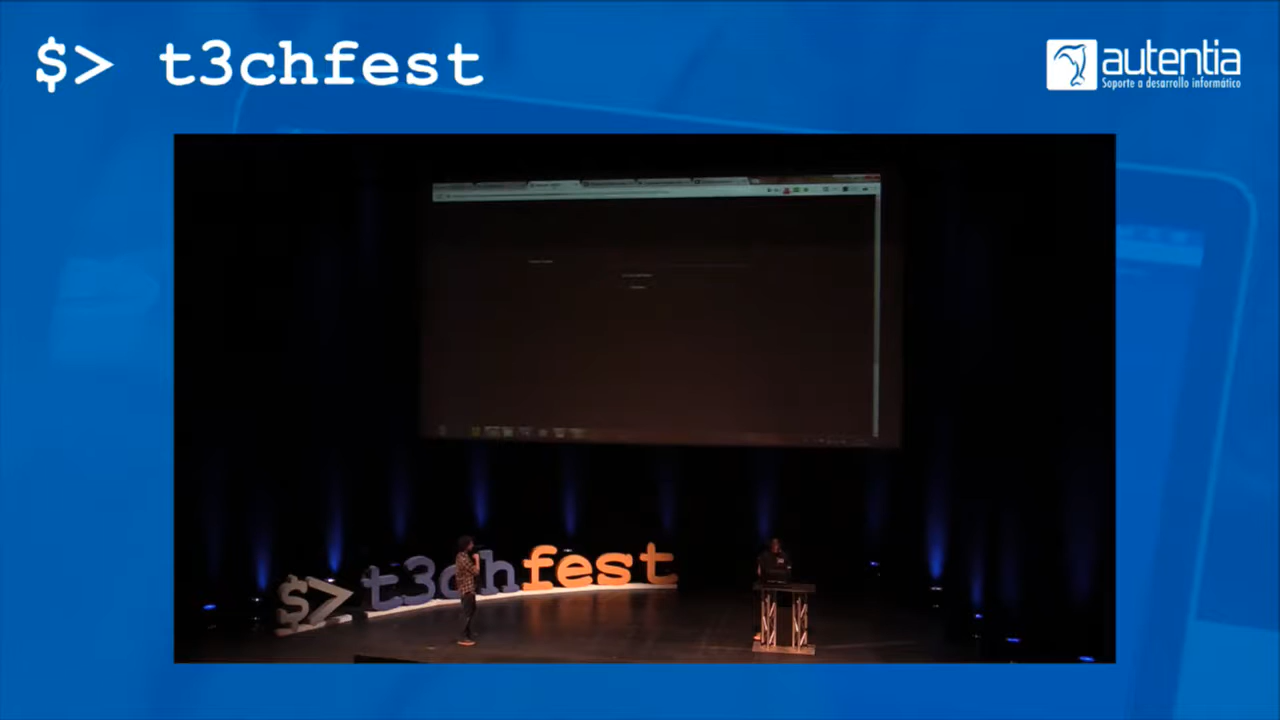 $> t3chfest
autentia
Soporte a desarrollo informático
$> t3chfest